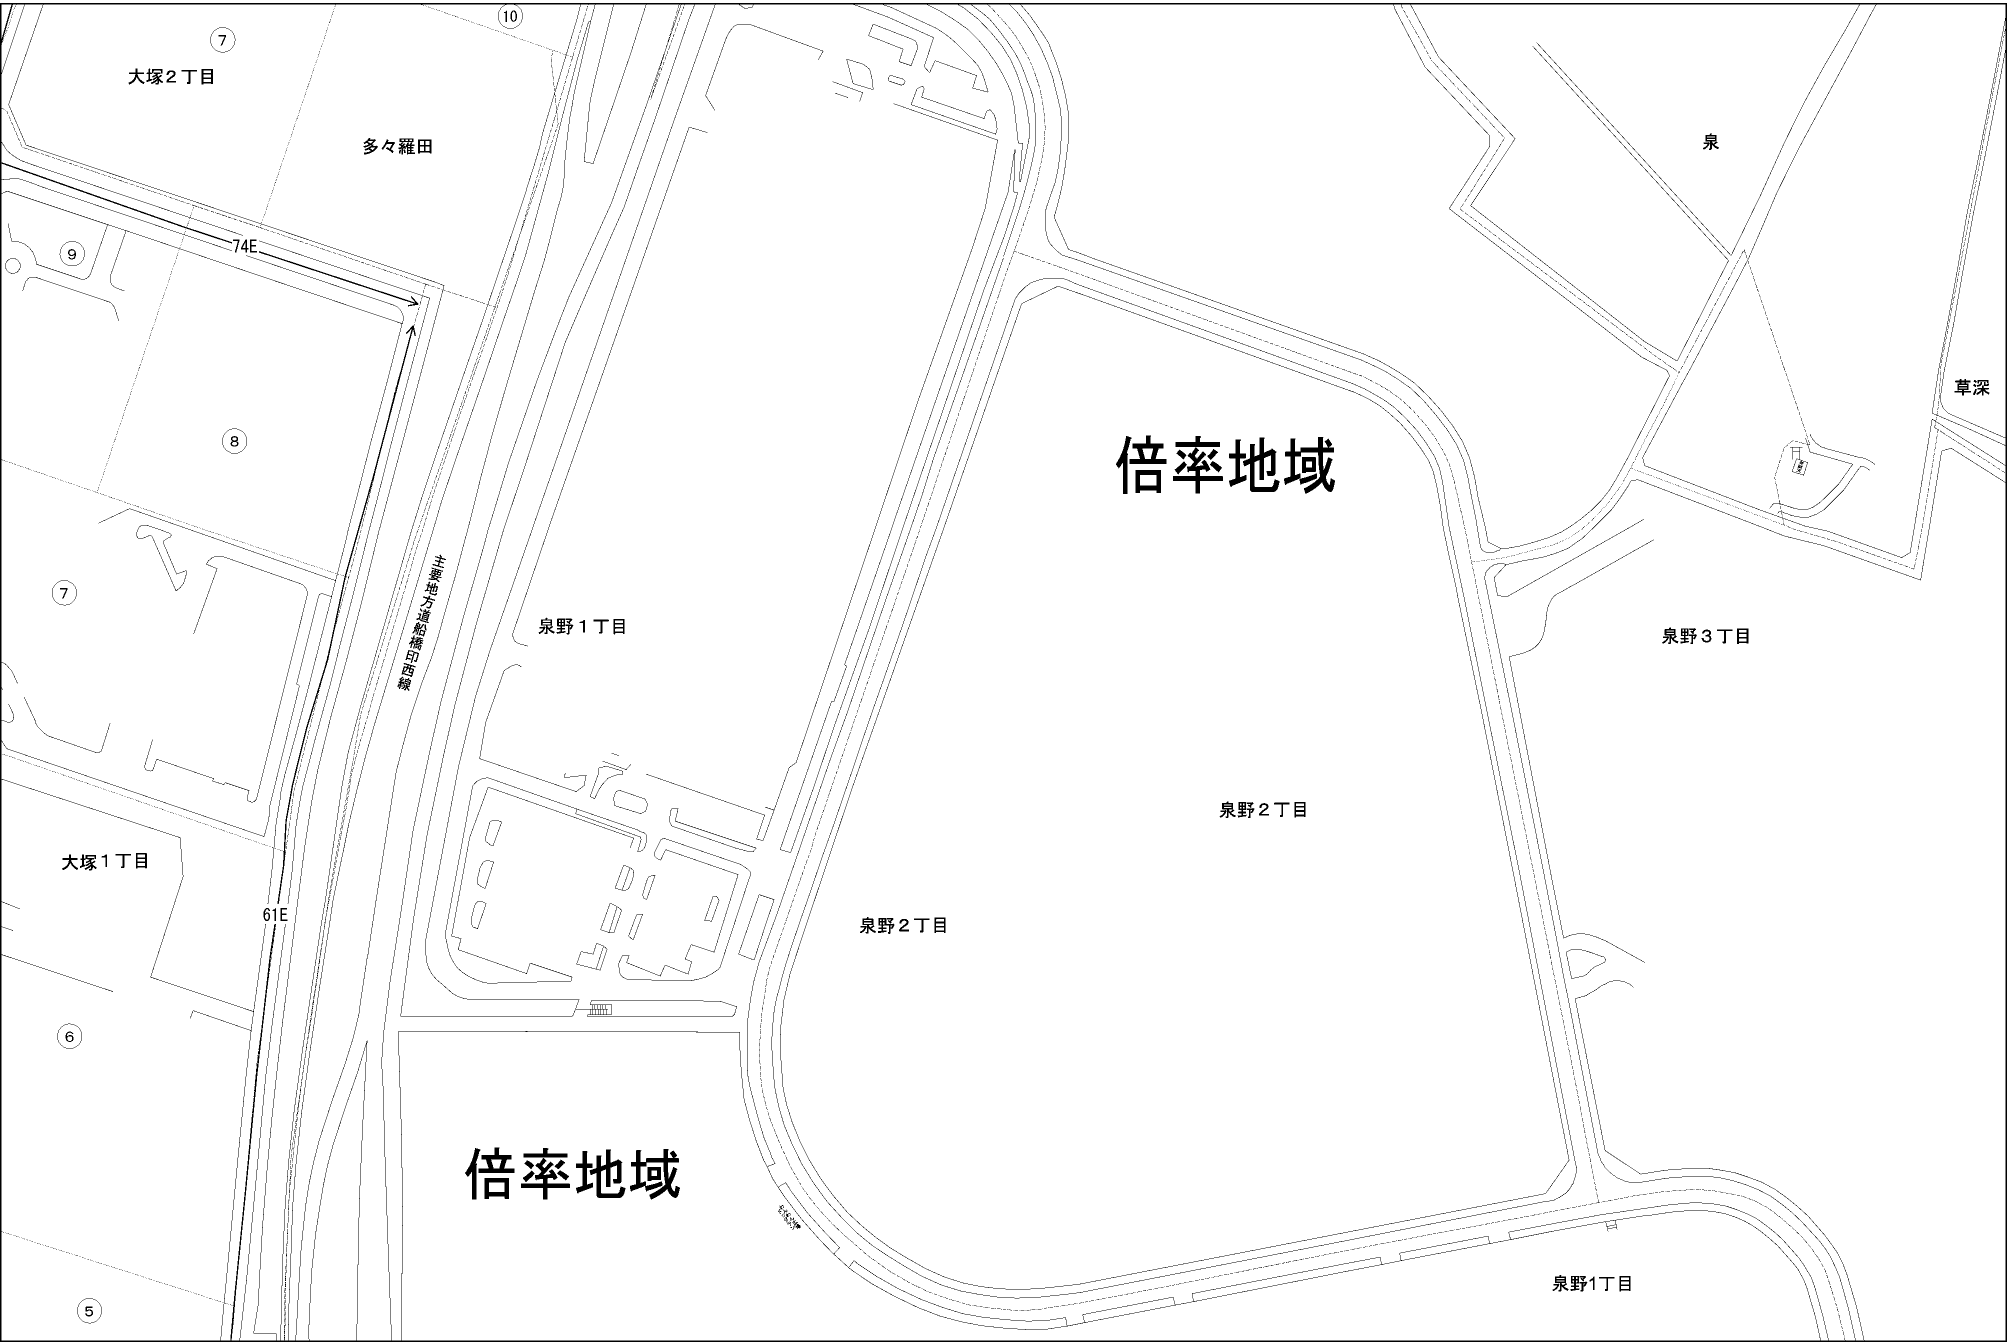 ⑩
⑦
大塚２丁目
多々羅田
泉
74E
⑨
草深
⑧
倍率地域
主要地方道船橋印西線
⑦
泉野１丁目
泉野３丁目
泉野２丁目
大塚１丁目
61E
泉野２丁目
⑥
倍率地域
泉野1丁目
⑤